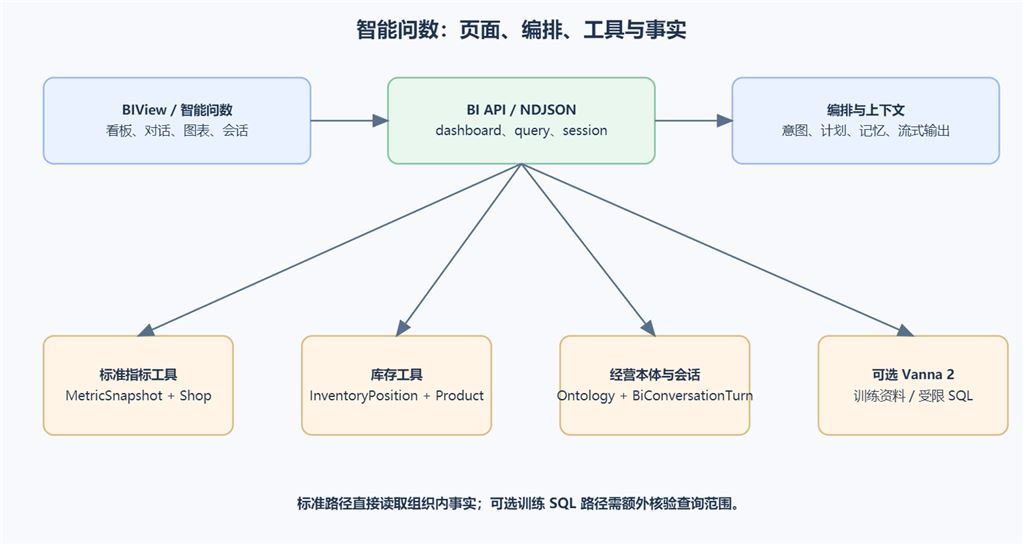 智能问数：页面、编排、工具与事实
BIView / 智能问数
看板、对话、图表、会话
BI API / NDJSON
dashboard、query、session
编排与上下文
意图、计划、记忆、流式输出
标准指标工具
MetricSnapshot + Shop
库存工具
InventoryPosition + Product
经营本体与会话
Ontology + BiConversationTurn
可选 Vanna 2
训练资料 / 受限 SQL
标准路径直接读取组织内事实；可选训练 SQL 路径需额外核验查询范围。